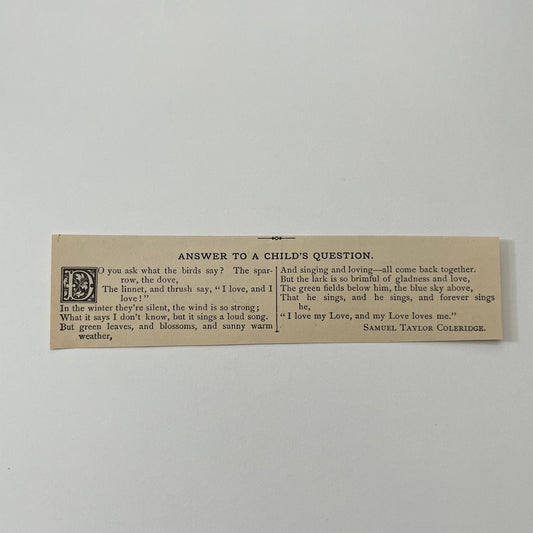 ANSWER TO A CHILD'S QUESTION.
DO you ask what the birds say? The spar-
row, the dove,
The linnet, and thrush say, "I love, and I
love!"
In the winter they're silent, the wind is so strong;
What it says I don't know, but it sings a loud song.
But green leaves, and blossoms, and sunny warm
weather,
And singing and loving—all come back together.
But the lark is so brimful of gladness and love,
The green fields below him, the blue sky above,
That he sings, and he sings, and forever sings
he,
"I love my Love, and my Love loves me."
SAMUEL TAYLOR COLERIDGE.